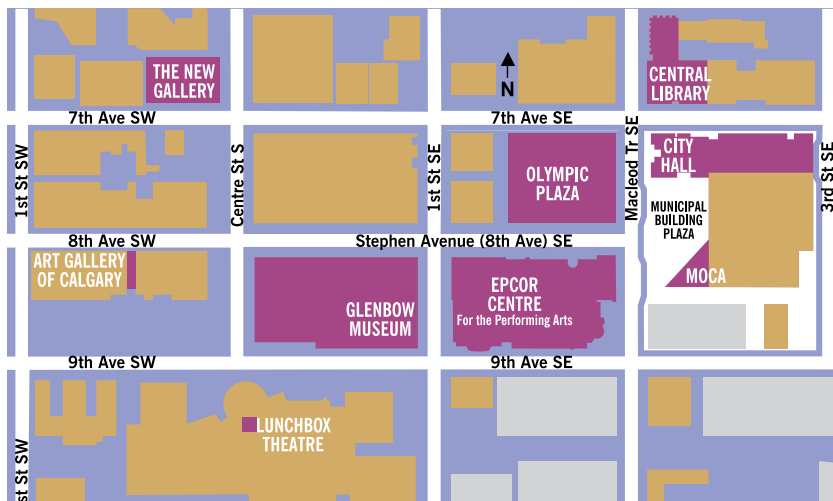 THE NEW
GALLERY
N
CENTRAL
LIBRARY
7th Ave SW
7th Ave SE
1st St SW
Centre St S
1st St SE
Macleod Tr SE
3rd St SE
OLYMPIC
PLAZA
CITY
HALL
MUNICIPAL
BUILDING
PLAZA
8th Ave SW
Stephen Avenue (8th Ave) SE
ART GALLERY
OF CALGARY
GLENBOW
MUSEUM
EPCOR
CENTRE
For the Performing Arts
MOCA
9th Ave SW
9th Ave SE
LUNCHBOX
THEATRE
st St SW